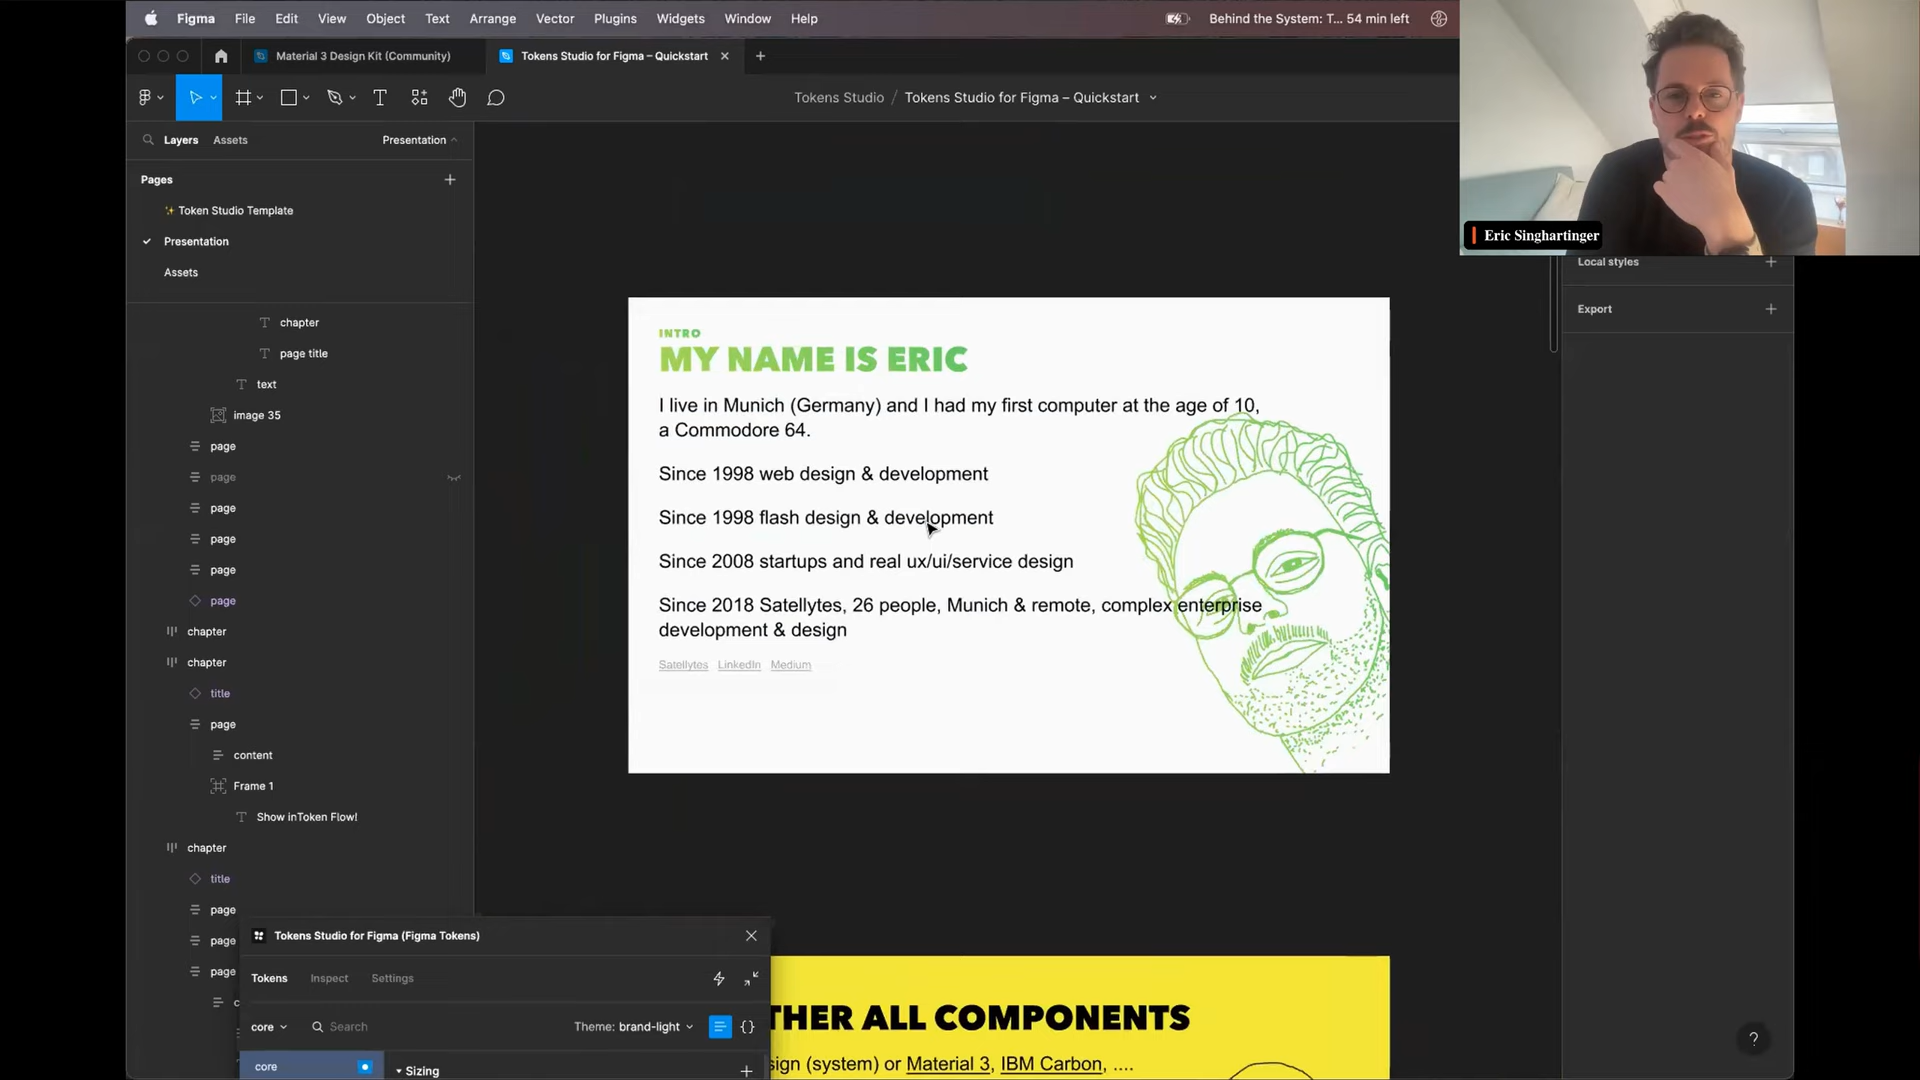 Figma File Edit View Object Text Arrange Vector Plugins Widgets Window Help
Behind the System: T... 54 min left
Material 3 Design Kit (Community)
Tokens Studio for Figma – Quickstart
Tokens Studio / Tokens Studio for Figma – Quickstart
Layers Assets Presentation
Pages
✨ Token Studio Template
Presentation
Assets
chapter
page title
text
image 35
page
page
page
page
page
page
chapter
chapter
title
page
content
Frame 1
Show inToken Flow!
chapter
title
page
page
page
c
Eric Singhartinger
Local styles
Export
INTRO
MY NAME IS ERIC
I live in Munich (Germany) and I had my first computer at the age of 10,
a Commodore 64.
Since 1998 web design & development
Since 1998 flash design & development
Since 2008 startups and real ux/ui/service design
Since 2018 Satellytes, 26 people, Munich & remote, complex enterprise
development & design
Satellytes LinkedIn Medium
Tokens Studio for Figma (Figma Tokens)
Tokens Inspect Settings
core Search Theme: brand-light {}
core
Sizing
THER ALL COMPONENTS
sign (system) or Material 3, IBM Carbon, ....
?